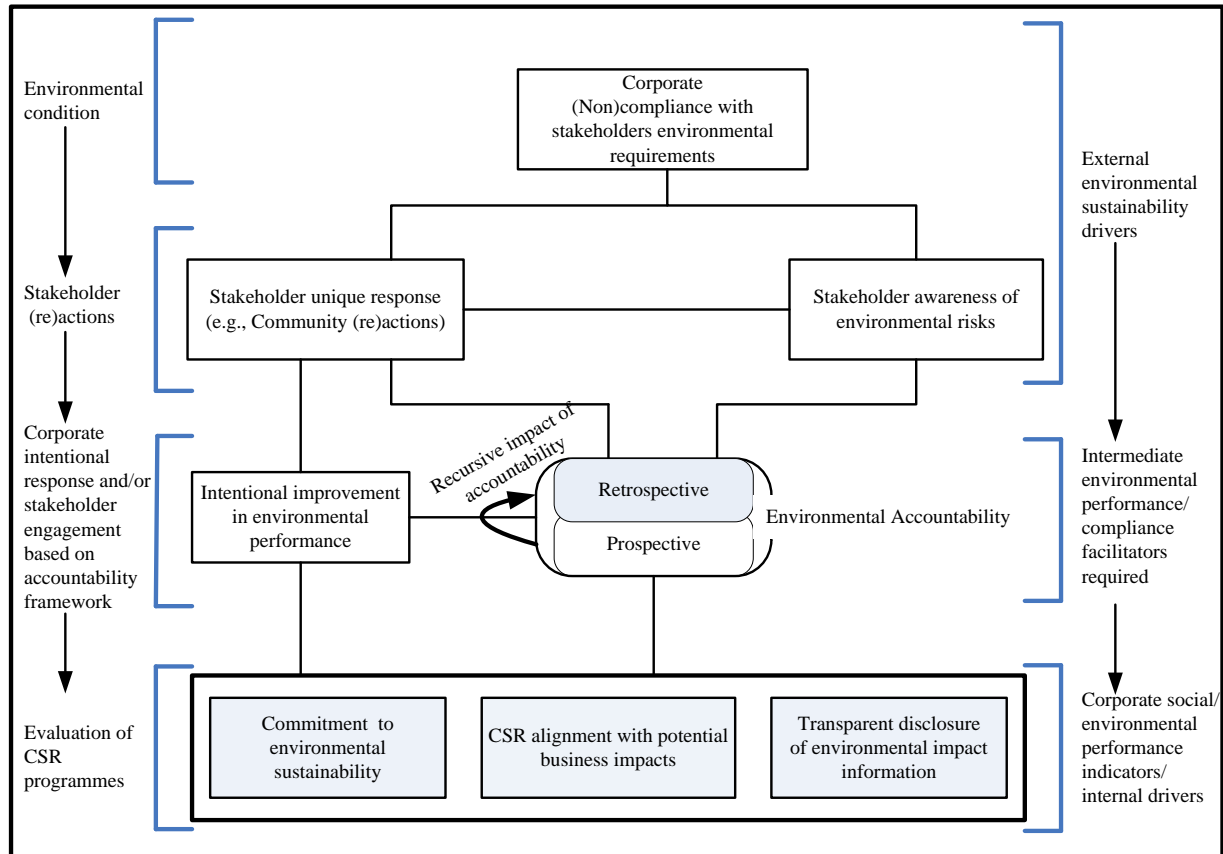 Environmental
condition
Stakeholder
(re)actions
Corporate
intentional
response and/or
stakeholder
engagement
based on
accountability
framework
Evaluation of
CSR
programmes
Corporate
(Non)compliance with
stakeholders environmental
requirements
Stakeholder unique response
(e.g., Community (re)actions)
Stakeholder awareness of
environmental risks
Recursive impact of
accountability
Intentional improvement
in environmental
performance
Retrospective
Prospective
Environmental Accountability
Commitment to
environmental
sustainability
CSR alignment with potential
business impacts
Transparent disclosure
of environmental impact
information
External
environmental
sustainability
drivers
Intermediate
environmental
performance/
compliance
facilitators
required
Corporate social/
environmental
performance
indicators/
internal drivers